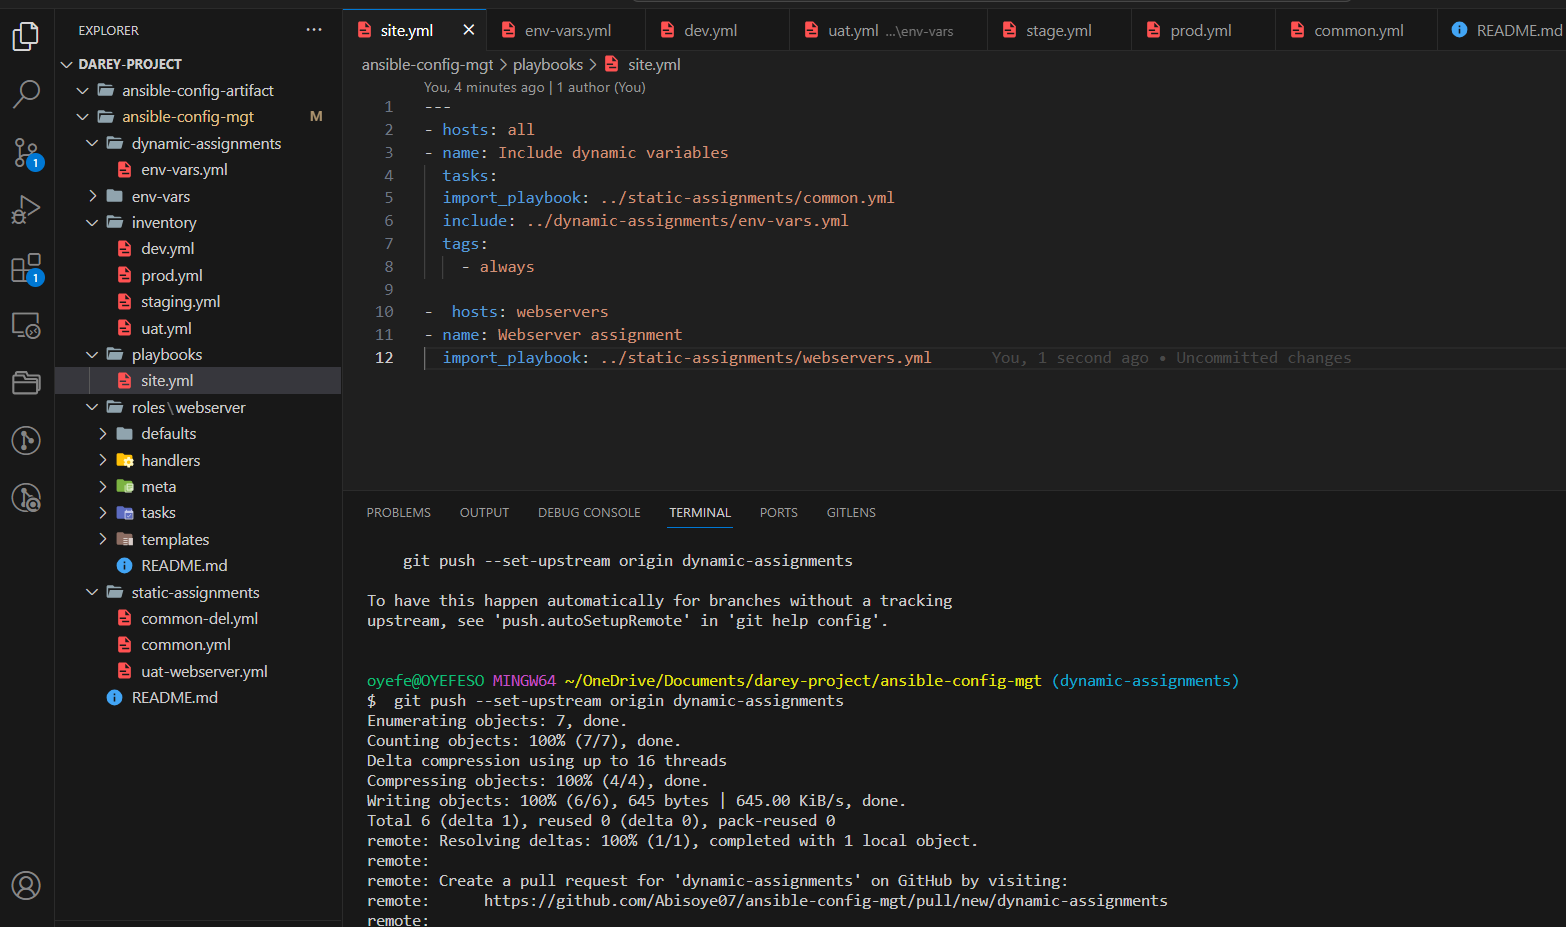 EXPLORER ···
DAREY-PROJECT
ansible-config-artifact
ansible-config-mgt M
dynamic-assignments
env-vars.yml
env-vars
inventory
dev.yml
prod.yml
staging.yml
uat.yml
playbooks
site.yml
roles\webserver
defaults
handlers
meta
tasks
templates
README.md
static-assignments
common-del.yml
common.yml
uat-webserver.yml
README.md
1
1
site.yml env-vars.yml dev.yml uat.yml ...\env-vars stage.yml prod.yml common.yml README.md
ansible-config-mgt > playbooks > site.yml
You, 4 minutes ago | 1 author (You)
1 ---
2 - hosts: all
3 - name: Include dynamic variables
4 tasks:
5 import_playbook: ../static-assignments/common.yml
6 include: ../dynamic-assignments/env-vars.yml
7 tags:
8 - always
9
10 -  hosts: webservers
11 - name: Webserver assignment
12 import_playbook: ../static-assignments/webservers.yml You, 1 second ago • Uncommitted changes
PROBLEMS OUTPUT DEBUG CONSOLE TERMINAL PORTS GITLENS
git push --set-upstream origin dynamic-assignments
To have this happen automatically for branches without a tracking
upstream, see 'push.autoSetupRemote' in 'git help config'.
oyefe@OYEFESO MINGW64 ~/OneDrive/Documents/darey-project/ansible-config-mgt (dynamic-assignments)
$  git push --set-upstream origin dynamic-assignments
Enumerating objects: 7, done.
Counting objects: 100% (7/7), done.
Delta compression using up to 16 threads
Compressing objects: 100% (4/4), done.
Writing objects: 100% (6/6), 645 bytes | 645.00 KiB/s, done.
Total 6 (delta 1), reused 0 (delta 0), pack-reused 0
remote: Resolving deltas: 100% (1/1), completed with 1 local object.
remote:
remote: Create a pull request for 'dynamic-assignments' on GitHub by visiting:
remote:      https://github.com/Abisoye07/ansible-config-mgt/pull/new/dynamic-assignments
remote: